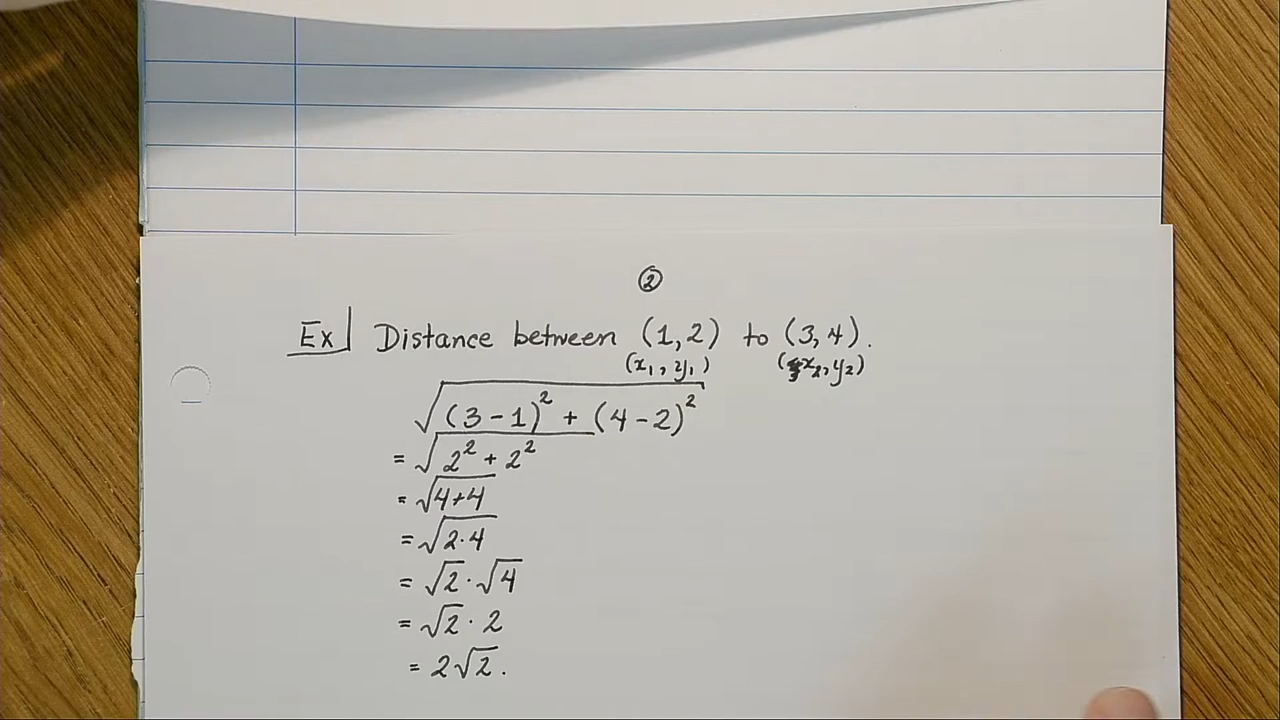 ②
Ex| Distance between (1,2) to (3,4).
(x₁, y₁) (x₂, y₂)
√((3-1)² + (4-2)²)
= √(2² + 2²)
= √(4+4)
= √(2·4)
= √2 · √4
= √2 · 2
= 2√2.